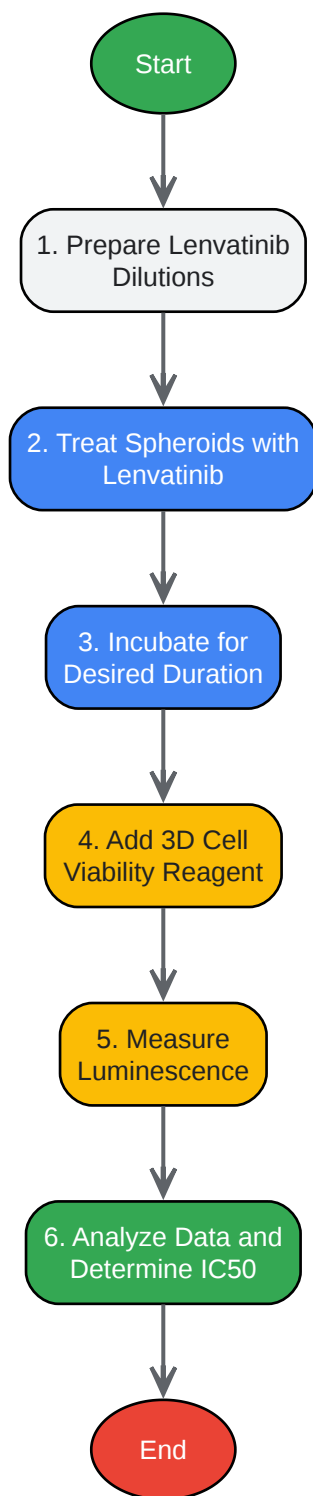 Start
1. Prepare Lenvatinib
Dilutions
2. Treat Spheroids with
Lenvatinib
3. Incubate for
Desired Duration
4. Add 3D Cell
Viability Reagent
5. Measure
Luminescence
6. Analyze Data and
Determine IC50
End